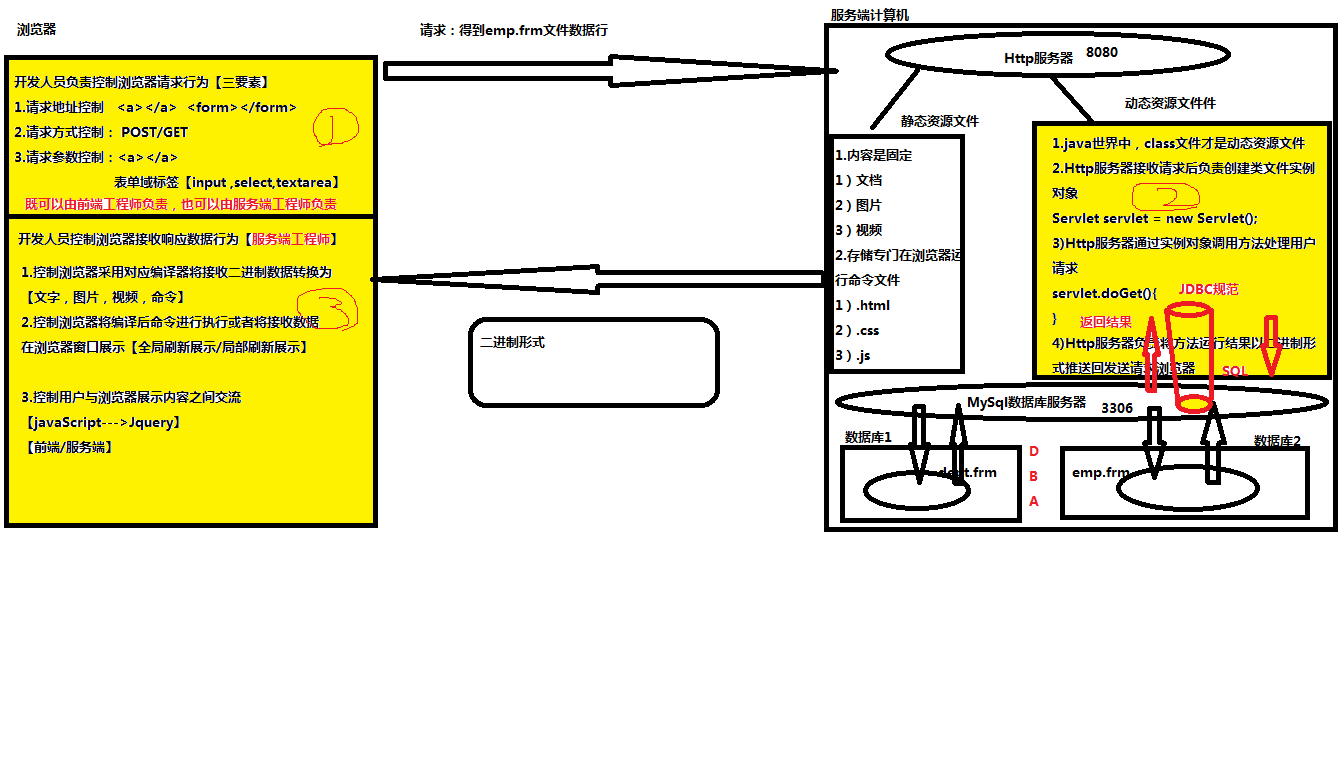 浏览器
请求：得到emp.frm文件数据行
服务端计算机
开发人员负责控制浏览器请求行为【三要素】
1.请求地址控制 <a></a> <form></form>
2.请求方式控制： POST/GET
3.请求参数控制：<a></a>
表单域标签【input ,select,textarea】
既可以由前端工程师负责，也可以由服务端工程师负责
1
开发人员控制浏览器接收响应数据行为【服务端工程师】
1.控制浏览器采用对应编译器将接收二进制数据转换为
【文字，图片，视频，命令】
2.控制浏览器将编译后命令进行执行或者将接收数据
在浏览器窗口展示【全局刷新展示/局部刷新展示】
3
3.控制用户与浏览器展示内容之间交流
【javaScript--->Jquery】
【前端/服务端】
二进制形式
Http服务器 8080
静态资源文件
动态资源文件件
1.内容是固定
1）文档
2）图片
3）视频
2.存储专门在浏览器运
行命令文件
1）.html
2）.css
3）.js
1.java世界中，class文件才是动态资源文件
2.Http服务器接收请求后负责创建类文件实例
对象
2
Servlet servlet = new Servlet();
3)Http服务器通过实例对象调用方法处理用户
请求
servlet.doGet(){
JDBC规范
}
返回结果
4)Http服务器负责将方法运行结果以二进制形
式推送回发送请求浏览器
SQL
MySql数据库服务器 3306
数据库1
数据库2
dept.frm
D
B
A
emp.frm